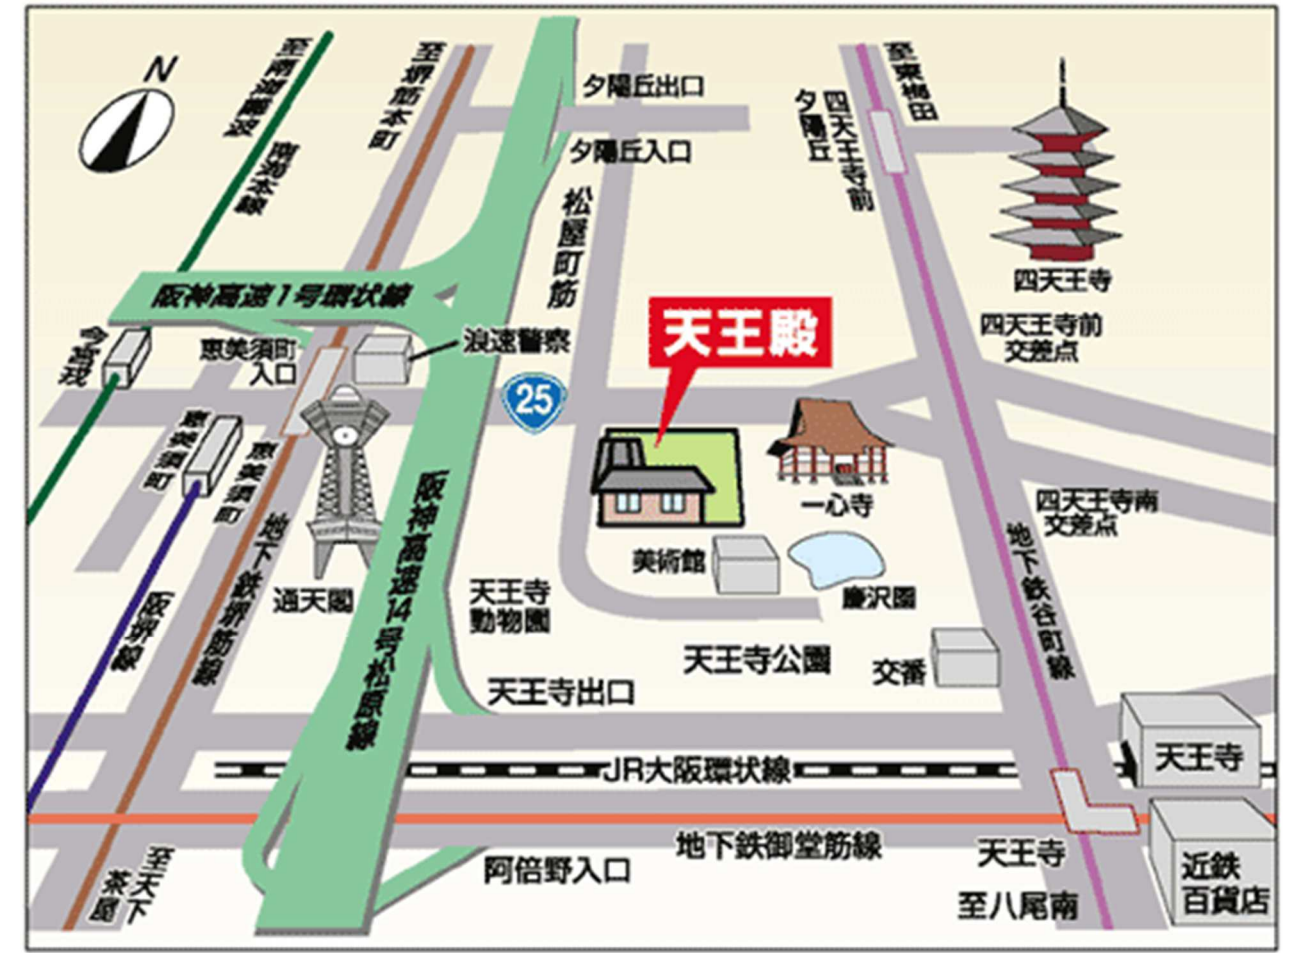 N
至難波
南海本線
至堺筋本町
夕陽丘出口
夕陽丘入口
松屋町筋
至東梅田
四天王寺前
夕陽丘
四天王寺
阪神高速1号環状線
今宮戎
恵美須町
入口
浪速警察
25
天王殿
四天王寺前
交差点
恵美須町
恵美須町
地下鉄堺筋線
阪堺線
通天閣
阪神高速14号松原線
一心寺
四天王寺南
交差点
地下鉄谷町線
美術館
慶沢園
天王寺
動物園
天王寺公園
交番
天王寺出口
天王寺
JR大阪環状線
地下鉄御堂筋線
阿倍野入口
天王寺
近鉄
百貨店
至八尾南
至天下
茶屋